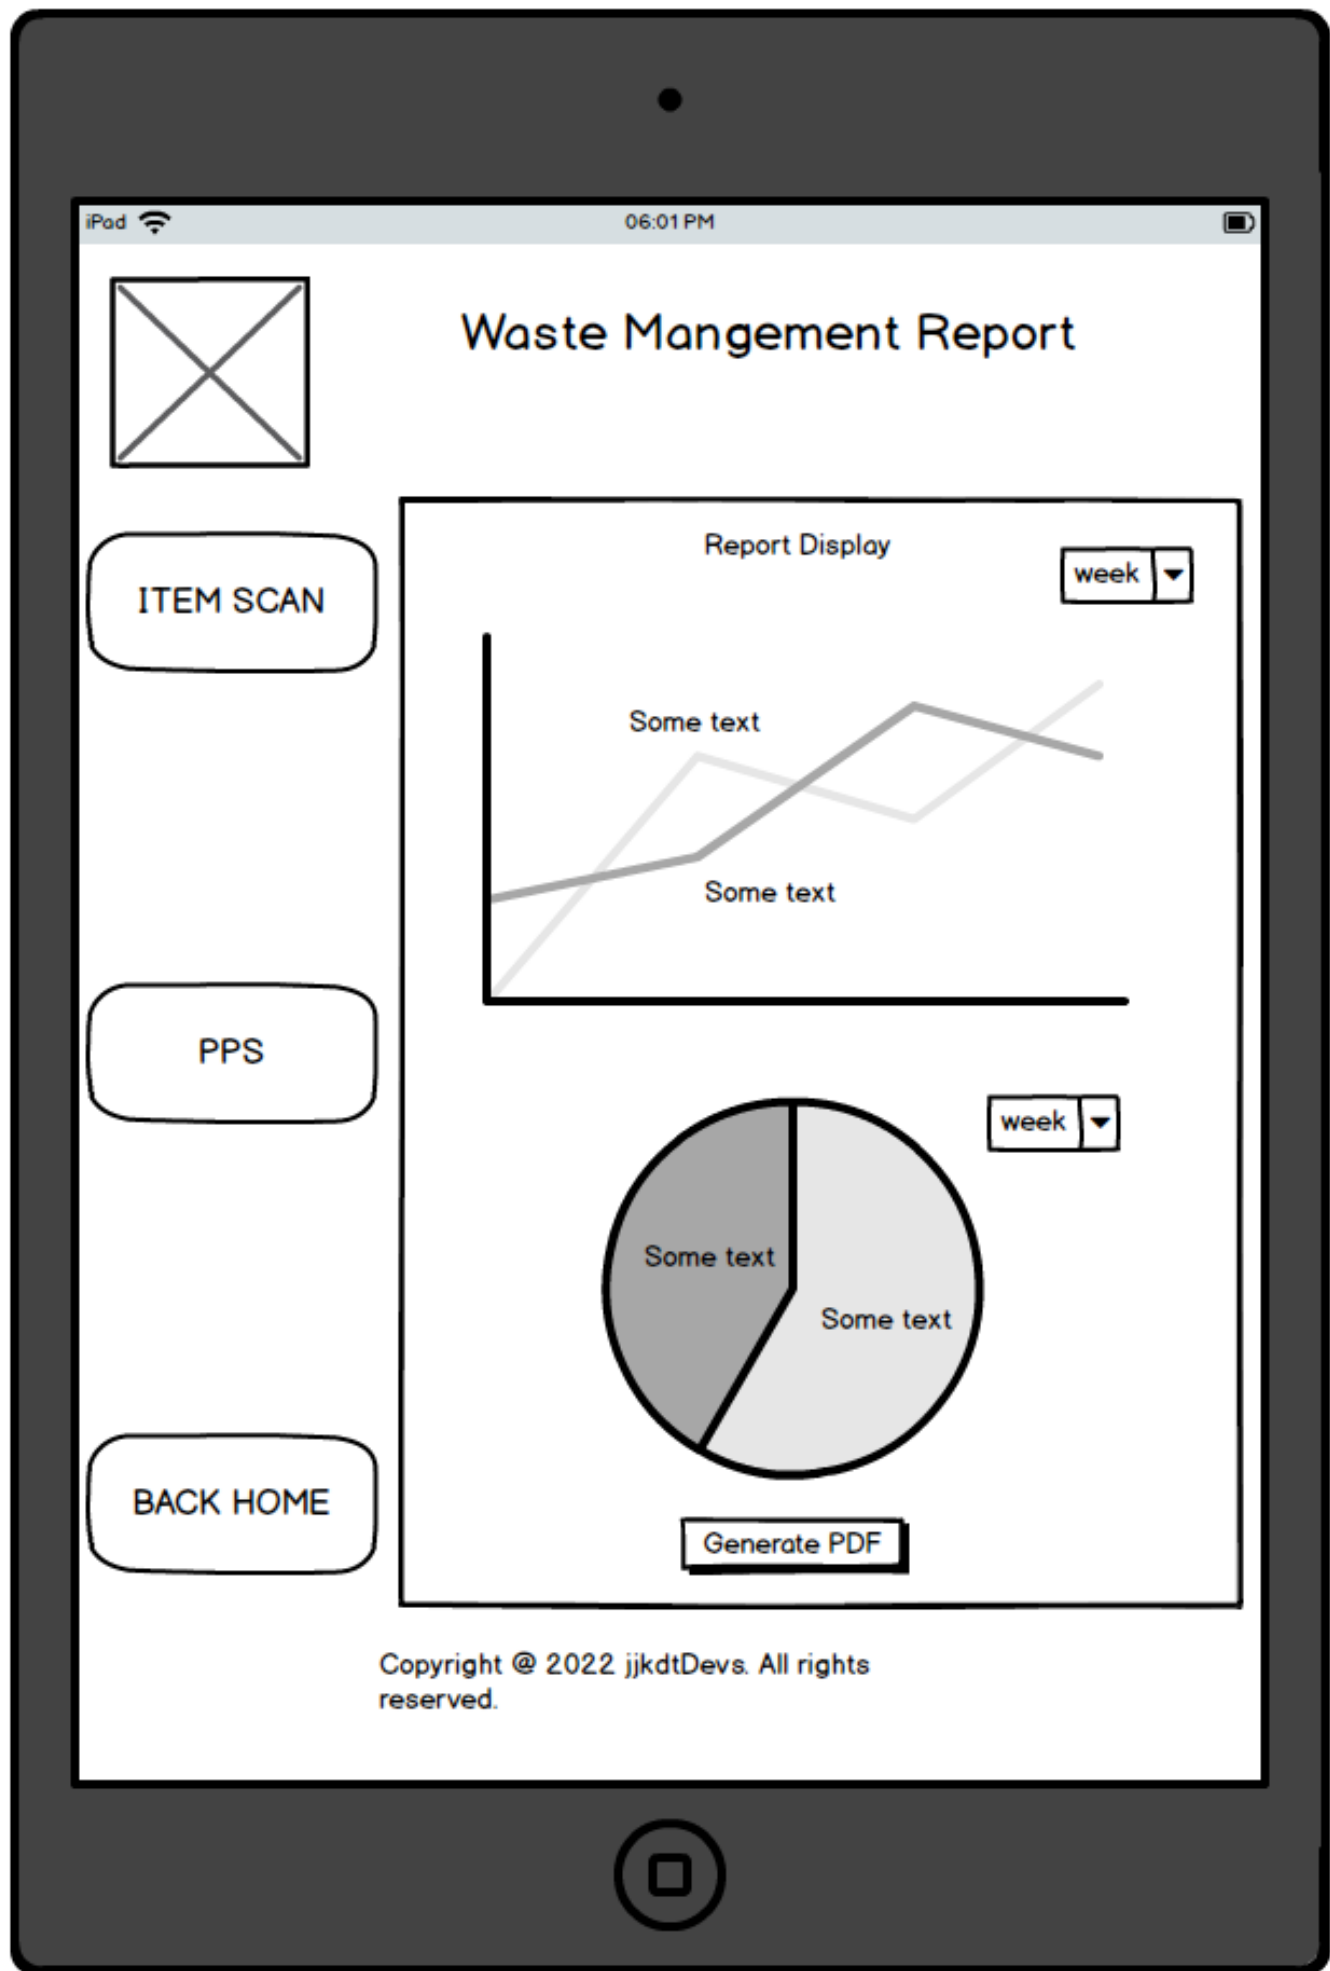 iPad
06:01 PM
Waste Mangement Report
ITEM SCAN
Report Display
week
Some text
Some text
PPS
week
Some text
Some text
BACK HOME
Generate PDF
Copyright @ 2022 jjkdtDevs. All rights
reserved.